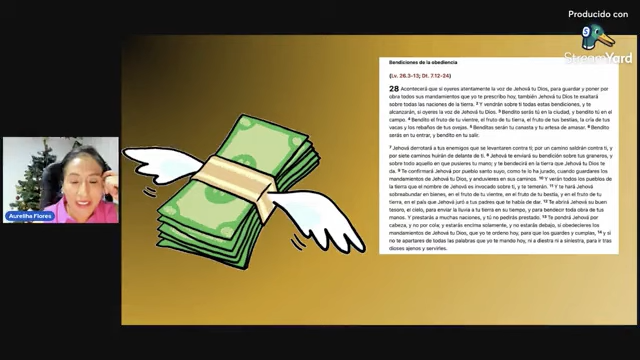 Producido con
StreamYard
Bendiciones de la obediencia
(Lv. 26.3-13; Dt. 7.12-24)
28 Acontecerá que si oyeres atentamente la voz de Jehová tu Dios, para guardar y poner por
obra todos sus mandamientos que yo te prescribo hoy, también Jehová tu Dios te exaltará
sobre todas las naciones de la tierra. 2 Y vendrán sobre ti todas estas bendiciones, y te
alcanzarán, si oyeres la voz de Jehová tu Dios. 3 Bendito serás tú en la ciudad, y bendito tú en el
campo. 4 Bendito el fruto de tu vientre, el fruto de tu tierra, el fruto de tus bestias, la cría de tus
vacas y los rebaños de tus ovejas. 5 Benditas serán tu canasta y tu artesa de amasar. 6 Bendito
serás en tu entrar, y bendito en tu salir.
7 Jehová derrotará a tus enemigos que se levantaren contra ti; por un camino saldrán contra ti, y
por siete caminos huirán de delante de ti. 8 Jehová te enviará su bendición sobre tus graneros, y
sobre todo aquello en que pusieres tu mano; y te bendecirá en la tierra que Jehová tu Dios te
da. 9 Te confirmará Jehová por pueblo santo suyo, como te lo ha jurado, cuando guardares los
mandamientos de Jehová tu Dios, y anduvieres en sus caminos. 10 Y verán todos los pueblos de
la tierra que el nombre de Jehová es invocado sobre ti, y te temerán. 11 Y te hará Jehová
sobreabundar en bienes, en el fruto de tu vientre, en el fruto de tu bestia, y en el fruto de tu
tierra, en el país que Jehová juró a tus padres que te había de dar. 12 Te abrirá Jehová su buen
tesoro, el cielo, para enviar la lluvia a tu tierra en su tiempo, y para bendecir toda obra de tus
manos. Y prestarás a muchas naciones, y tú no pedirás prestado. 13 Te pondrá Jehová por
cabeza, y no por cola; y estarás encima solamente, y no estarás debajo, si obedecieres los
mandamientos de Jehová tu Dios, que yo te ordeno hoy, para que los guardes y cumplas, 14 y si
no te apartares de todas las palabras que yo te mando hoy, ni a diestra ni a siniestra, para ir tras
dioses ajenos y servirles.
Aureliha Flores